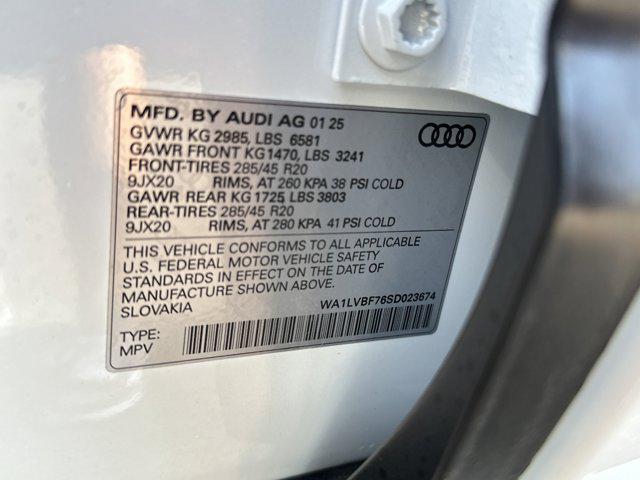 MFD. BY AUDI AG 01 25
GVWR KG 2985, LBS 6581
GAWR FRONT KG1470, LBS 3241
FRONT-TIRES 285/45 R20
9JX20 RIMS, AT 260 KPA 38 PSI COLD
GAWR REAR KG 1725, LBS 3803
REAR-TIRES 285/45 R20
9JX20 RIMS, AT 280 KPA 41 PSI COLD
THIS VEHICLE CONFORMS TO ALL APPLICABLE
U.S. FEDERAL MOTOR VEHICLE SAFETY
STANDARDS IN EFFECT ON THE DATE OF
MANUFACTURE SHOWN ABOVE.
SLOVAKIA
WA1LVBF76SD023674
TYPE:
MPV